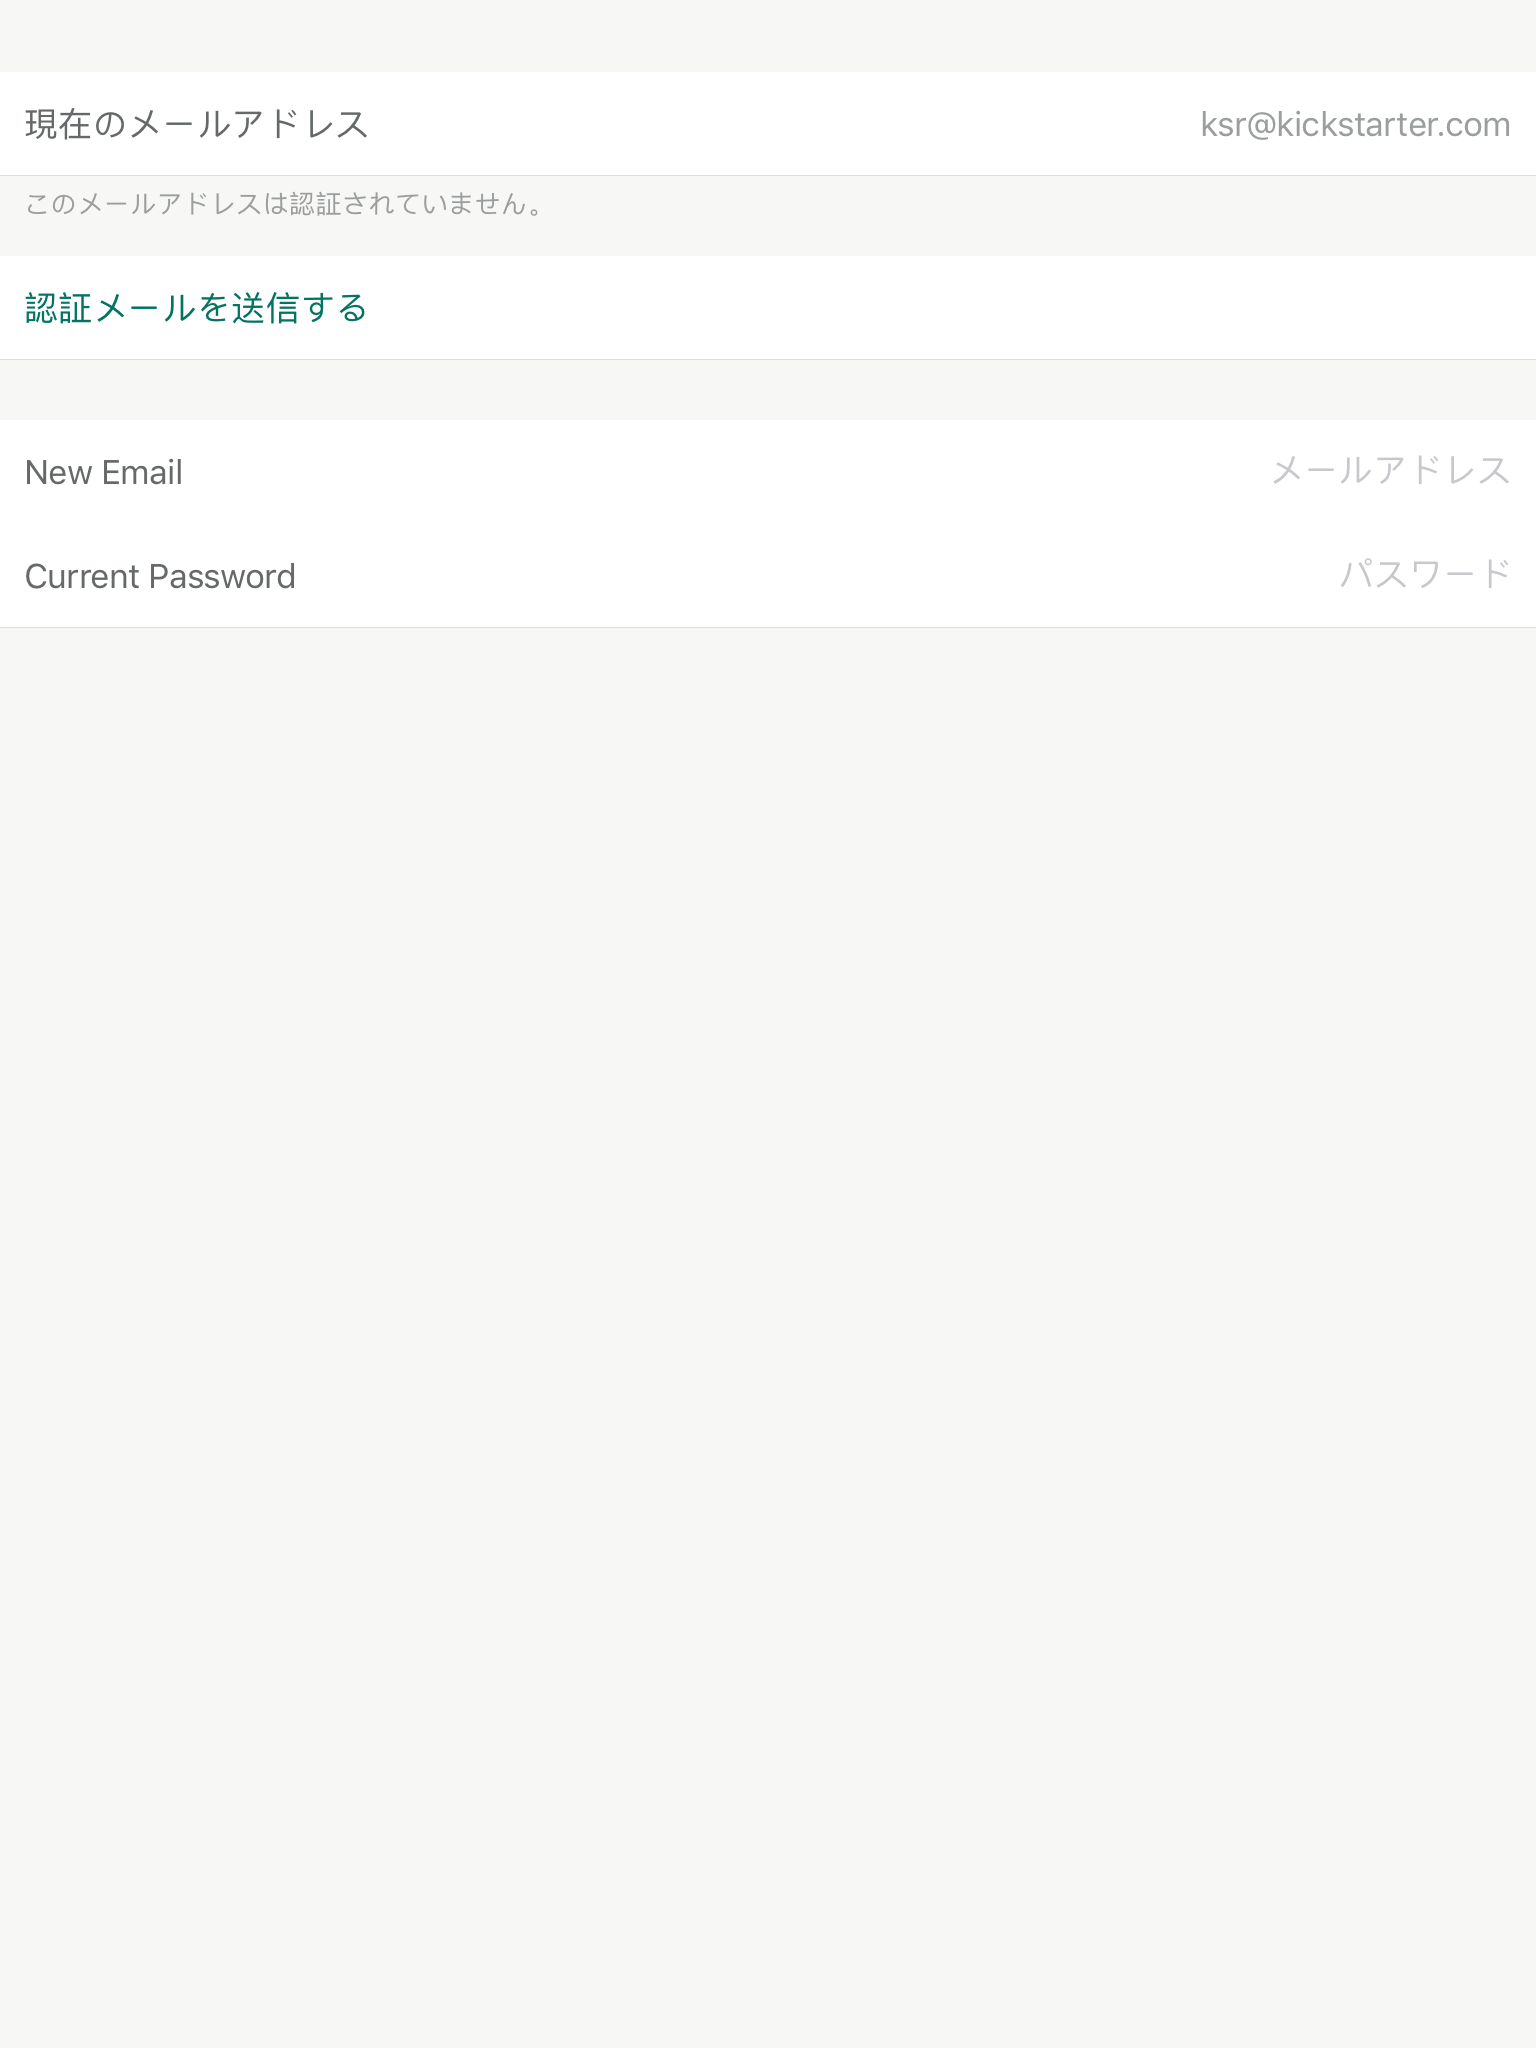 現在のメールアドレス ksr@kickstarter.com
このメールアドレスは認証されていません。
認証メールを送信する
New Email メールアドレス
Current Password パスワード